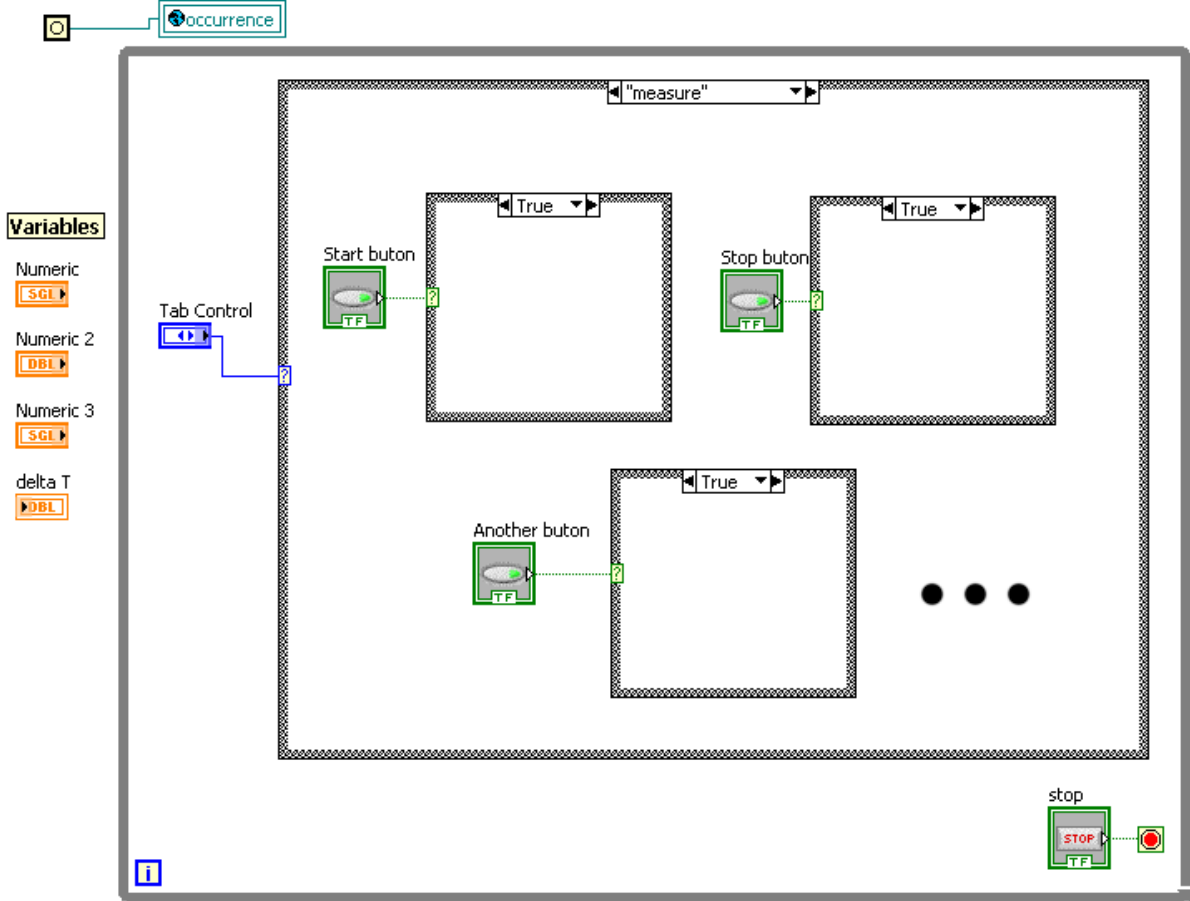 occurrence
"measure"
True
True
Variables
Start buton
Stop buton
Numeric
SGL
TF
TF
Tab Control
Numeric 2
DBL
Numeric 3
SGL
True
delta T
DBL
Another buton
TF
stop
STOP
TF
i